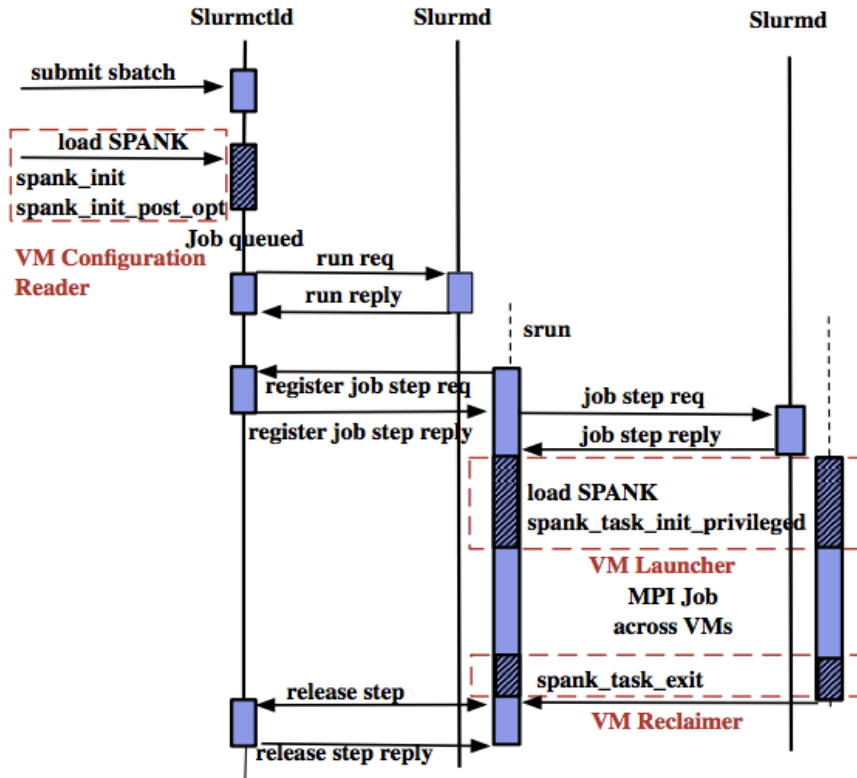 Slurmctld
Slurmd
Slurmd
submit sbatch
load SPANK
spank_init
spank_init_post_opt
Job queued
VM Configuration
Reader
run req
run reply
srun
register job step req
job step req
register job step reply
job step reply
load SPANK
spank_task_init_privileged
VM Launcher
MPI Job
across VMs
spank_task_exit
release step
VM Reclaimer
release step reply